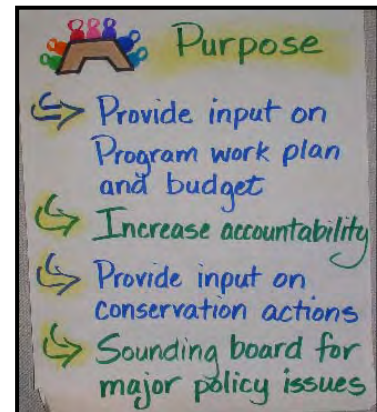 Purpose
Provide input on
Program work plan
and budget
Increase accountability
Provide input on
conservation actions
Sounding board for
major policy issues